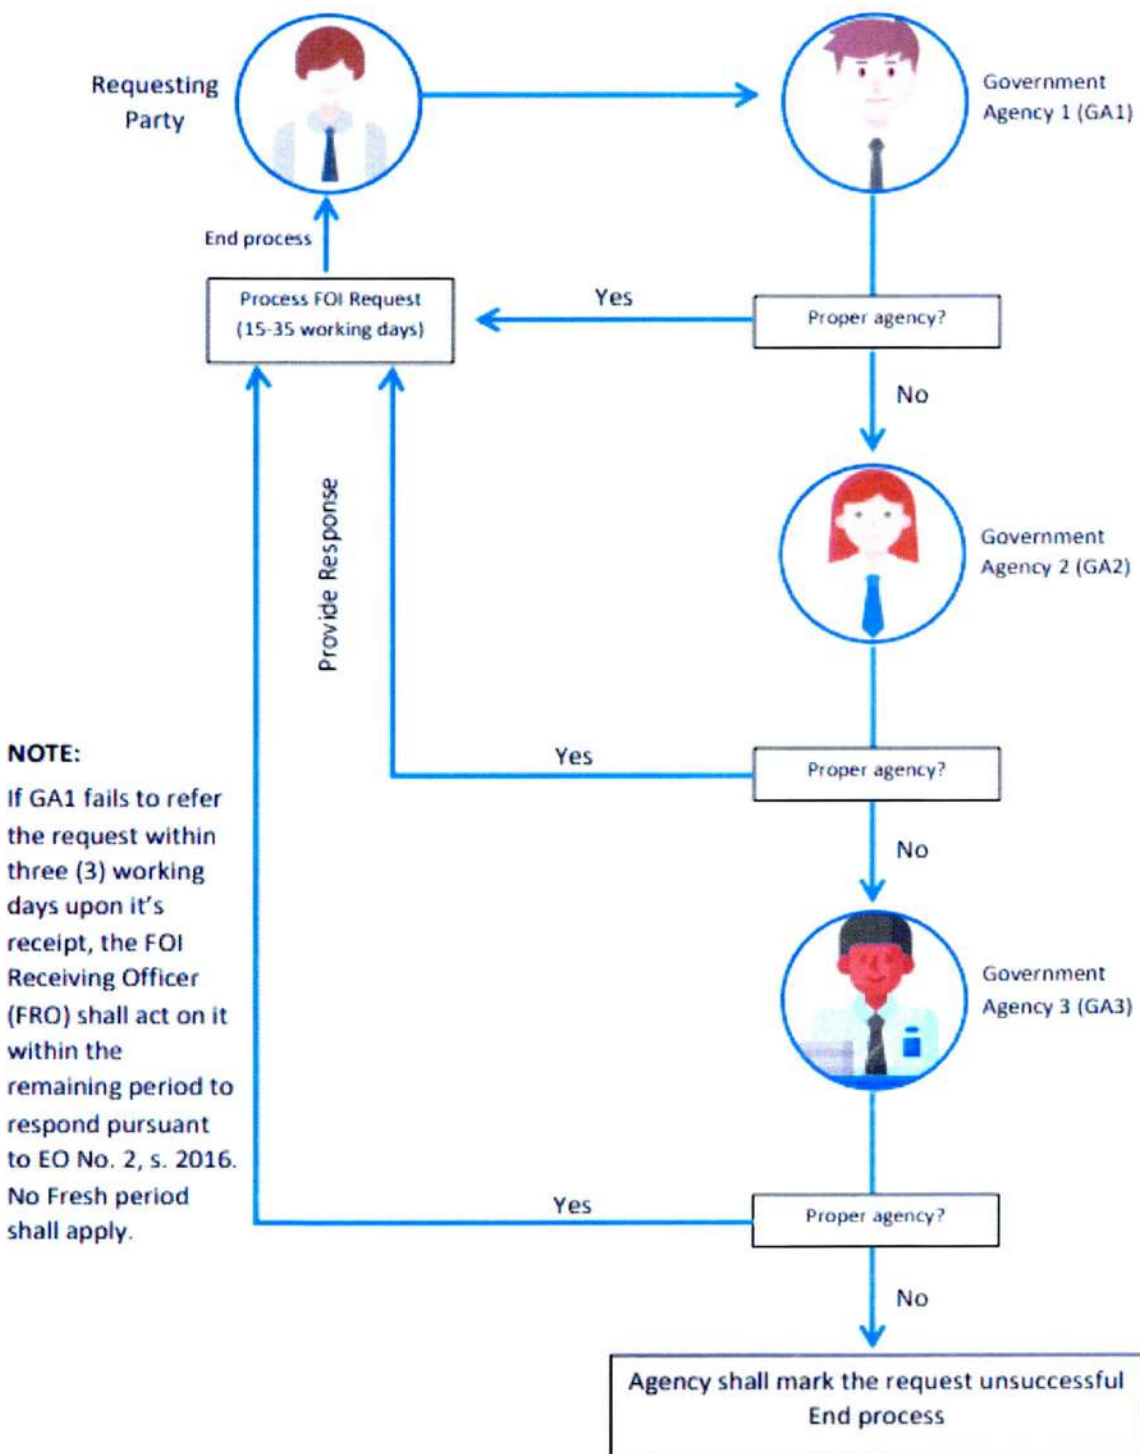 Requesting
Party
Government
Agency 1 (GA1)
End process
Process FOI Request
(15-35 working days)
Yes
Proper agency?
No
Government
Agency 2 (GA2)
Provide Response
Yes
Proper agency?
No
Government
Agency 3 (GA3)
NOTE:
If GA1 fails to refer
the request within
three (3) working
days upon it's
receipt, the FOI
Receiving Officer
(FRO) shall act on it
within the
remaining period to
respond pursuant
to EO No. 2, s. 2016.
No Fresh period
shall apply.
Yes
Proper agency?
No
Agency shall mark the request unsuccessful
End process